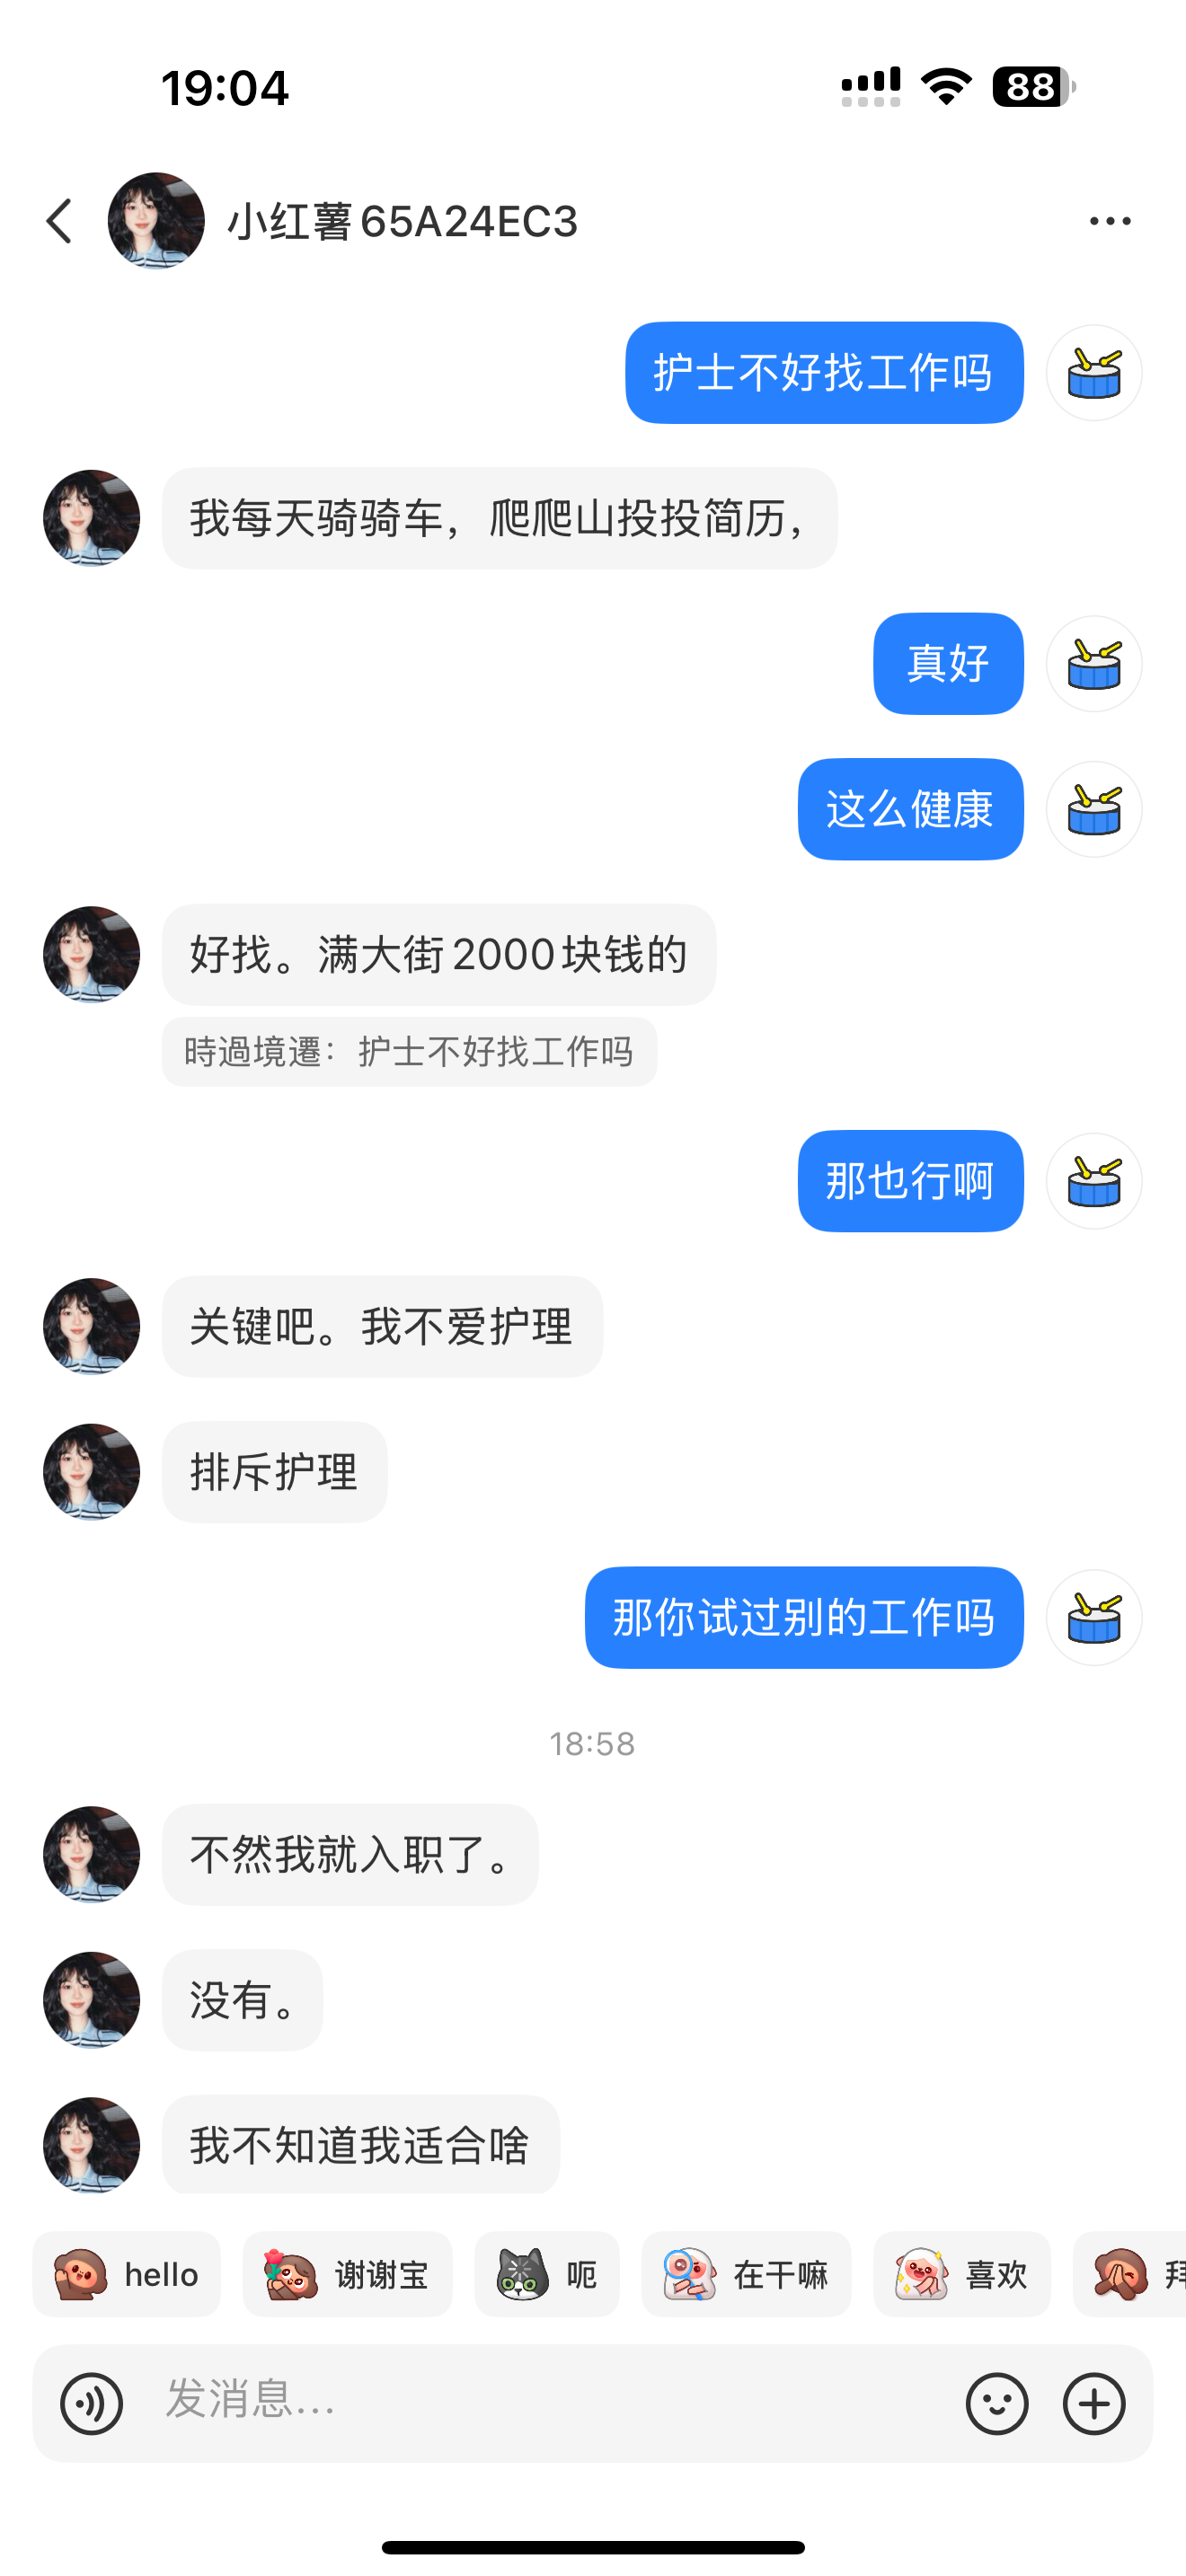 19:04
88
小红薯65A24EC3
护士不好找工作吗
我每天骑骑车，爬爬山投投简历，
真好
这么健康
好找。满大街2000块钱的
時過境遷：护士不好找工作吗
那也行啊
关键吧。我不爱护理
排斥护理
那你试过别的工作吗
18:58
不然我就入职了。
没有。
我不知道我适合啥
hello 谢谢宝 呃 在干嘛 喜欢 拜
发消息...